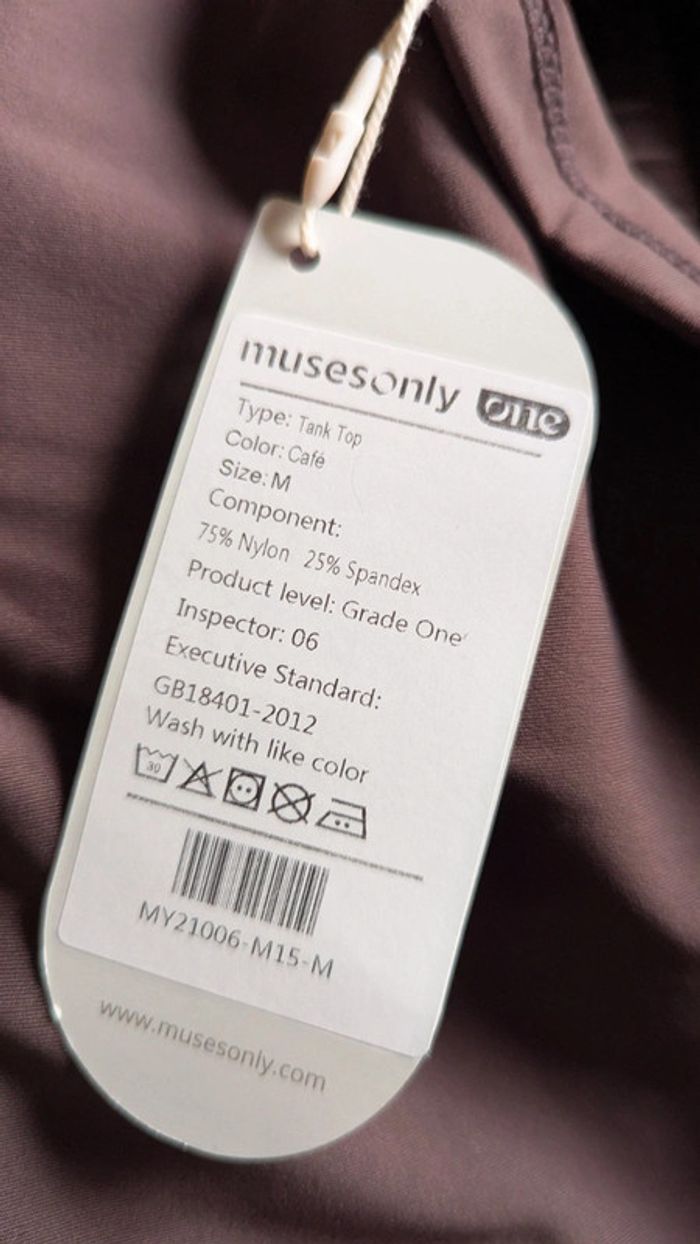 musesonly one
Type: Tank Top
Color: Café
Size: M
Component:
75% Nylon 25% Spandex
Product level: Grade One
Inspector: 06
Executive Standard:
GB18401-2012
Wash with like color
30
MY21006-M15-M
www.musesonly.com